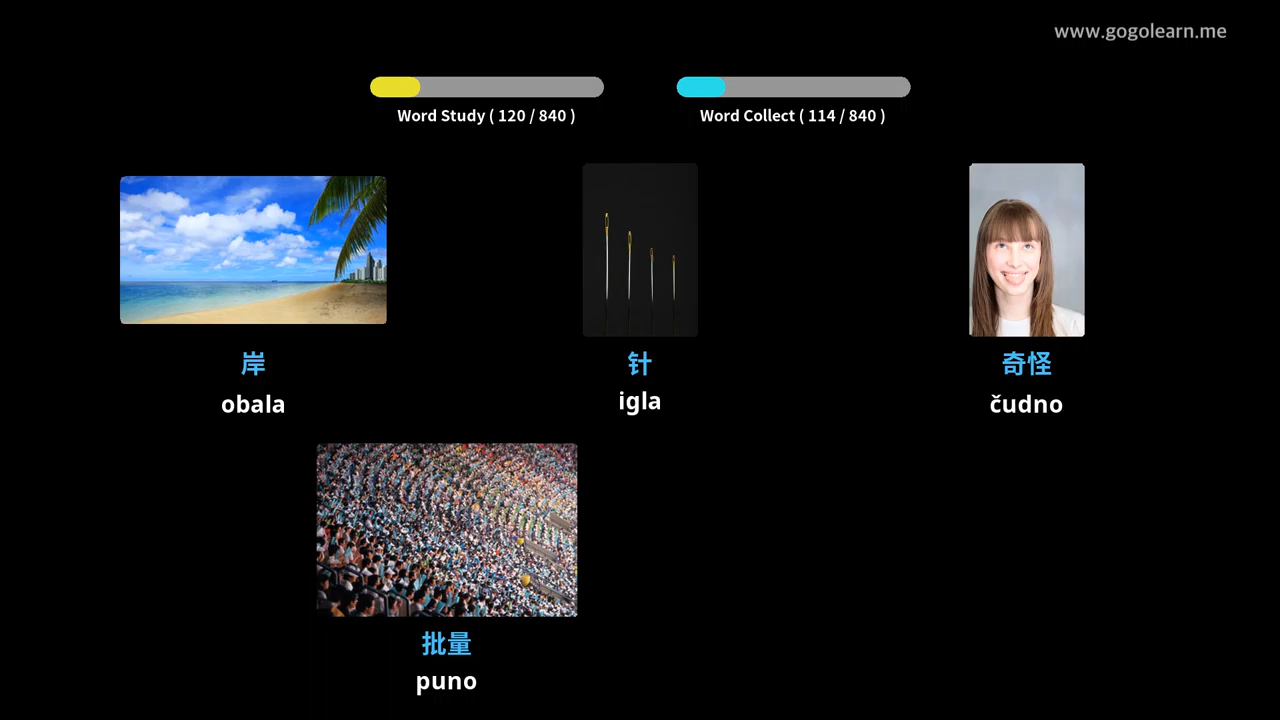 www.gogolearn.me
Word Study ( 120 / 840 )
Word Collect ( 114 / 840 )
岸
obala
针
igla
奇怪
čudno
批量
puno